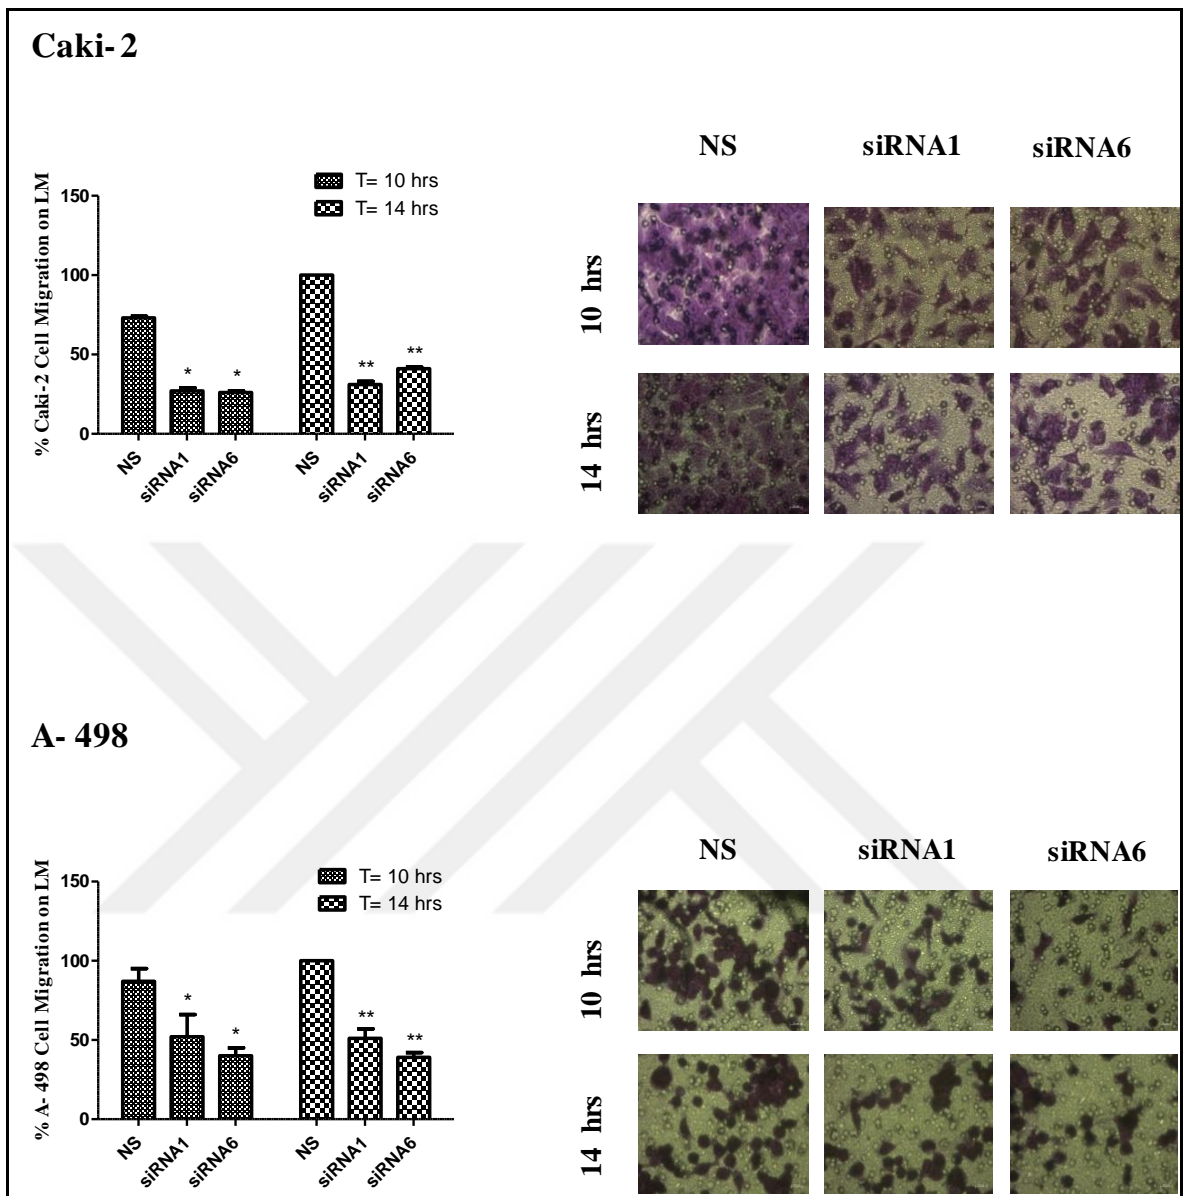 Caki- 2
NS siRNA1 siRNA6
T= 10 hrs
T= 14 hrs
% Caki-2 Cell Migration on LM
150
100
50
0
* * ** **
NS siRNA1 siRNA6 NS siRNA1 siRNA6
10 hrs
14 hrs
A- 498
NS siRNA1 siRNA6
T= 10 hrs
T= 14 hrs
% A- 498 Cell Migration on LM
150
100
50
0
* * ** **
NS siRNA1 siRNA6 NS siRNA1 siRNA6
10 hrs
14 hrs